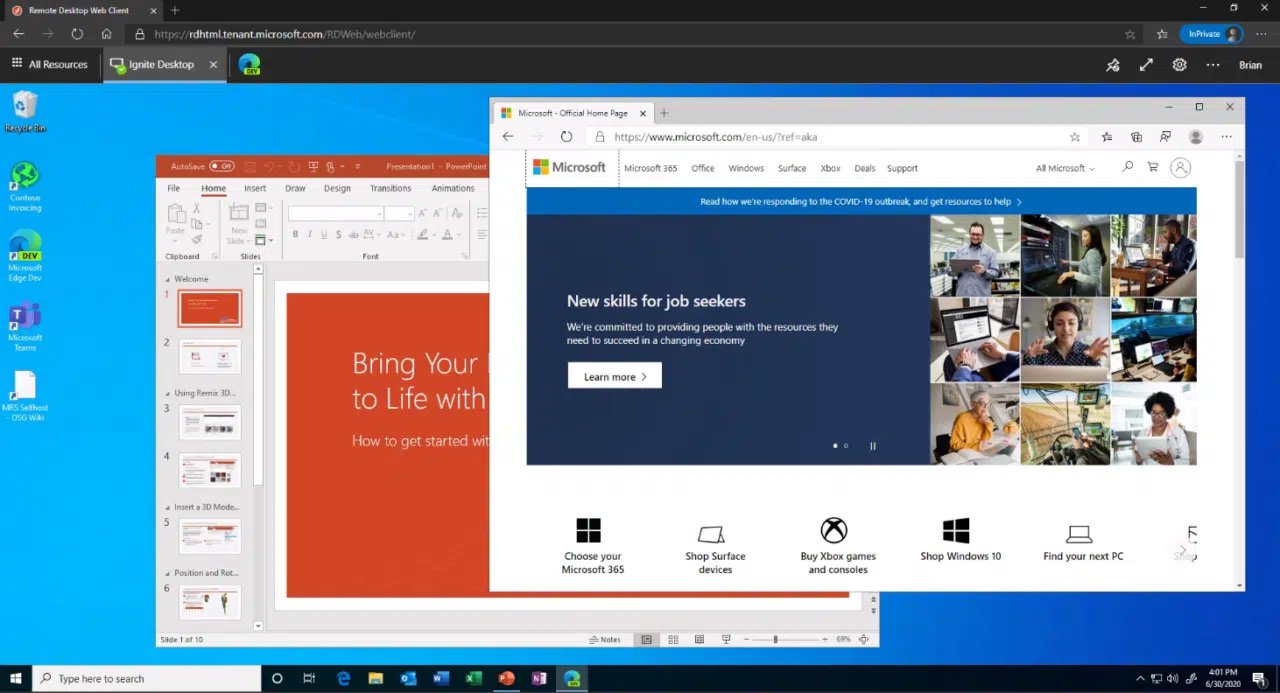 Remote Desktop Web Client
https://rdhtml.tenant.microsoft.com/RDWeb/webclient/
InPrivate
All Resources
Ignite Desktop
DEV
Brian
Recycle Bin
Contoso
Invoicing
DEV
Microsoft
Edge Dev
Microsoft
Teams
MRS Selfhost
- OSG Wiki
AutoSave Off
Presentation1 - PowerPoint
File Home Insert Draw Design Transitions Animations
Paste
New
Slide
Clipboard Slides Font
Welcome
1
2
Using Remix 3D...
3
4
Insert a 3D Mode...
5
Position and Rot...
6
Bring Your
to Life with
How to get started wit
Slide 1 of 10
Notes
69%
Microsoft - Official Home Page
https://www.microsoft.com/en-us/?ref=aka
Microsoft
Microsoft 365 Office Windows Surface Xbox Deals Support
All Microsoft
Read how we're responding to the COVID-19 outbreak, and get resources to help
New skills for job seekers
We're committed to providing people with the resources they
need to succeed in a changing economy
Learn more
Choose your
Microsoft 365
Shop Surface
devices
Buy Xbox games
and consoles
Shop Windows 10
Find your next PC
Shop
Type here to search
4:01 PM
6/30/2020
1